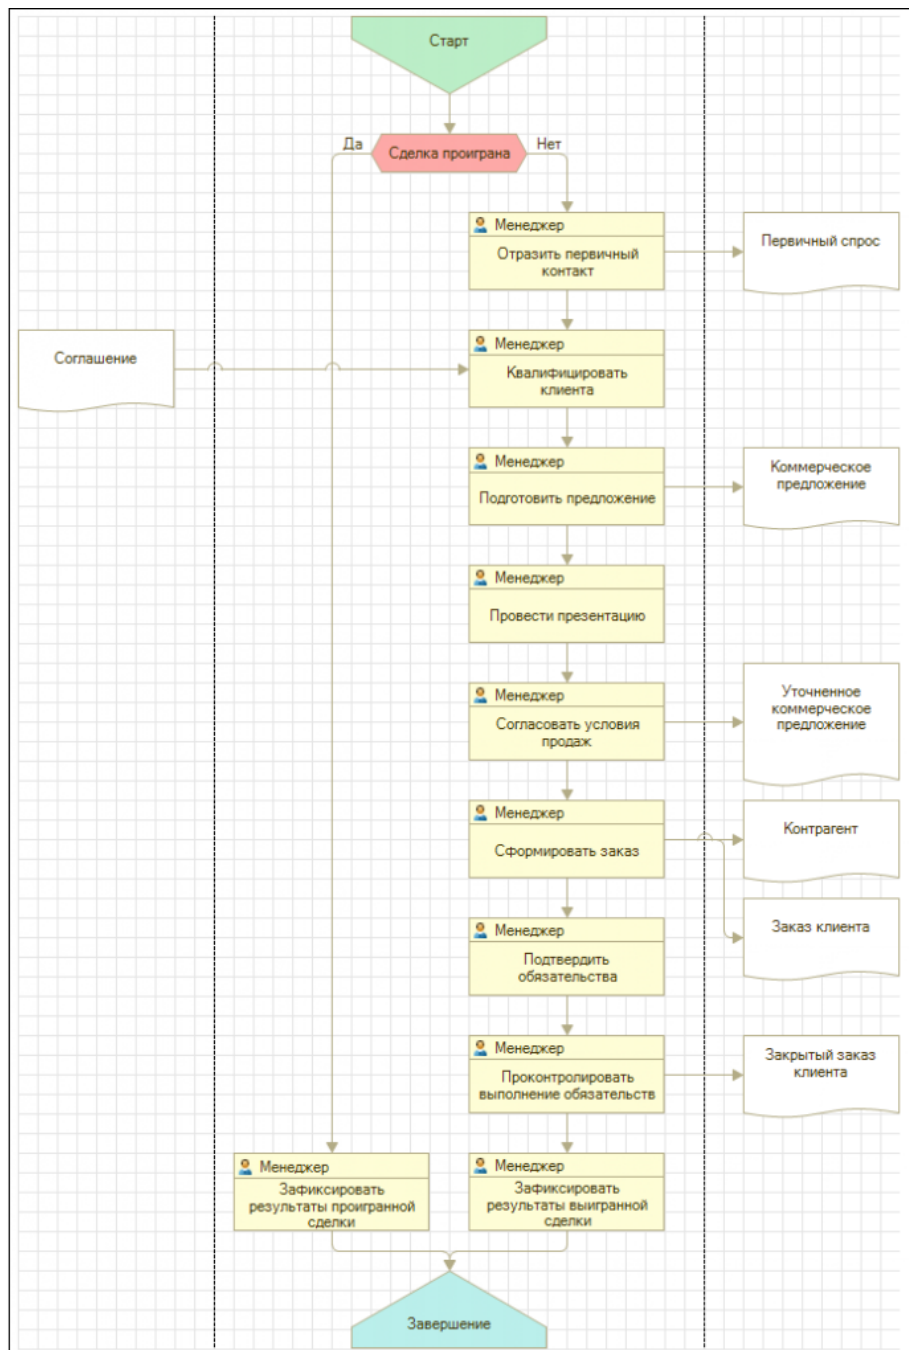 Старт
Да
Сделка проиграна
Нет
Менеджер
Отразить первичный
контакт
Первичный спрос
Соглашение
Менеджер
Квалифицировать
клиента
Менеджер
Подготовить предложение
Коммерческое
предложение
Менеджер
Провести презентацию
Менеджер
Согласовать условия
продаж
Уточненное
коммерческое
предложение
Менеджер
Сформировать заказ
Контрагент
Заказ клиента
Менеджер
Подтвердить
обязательства
Менеджер
Проконтролировать
выполнение обязательств
Закрытый заказ
клиента
Менеджер
Зафиксировать
результаты проигранной
сделки
Менеджер
Зафиксировать
результаты выигранной
сделки
Завершение